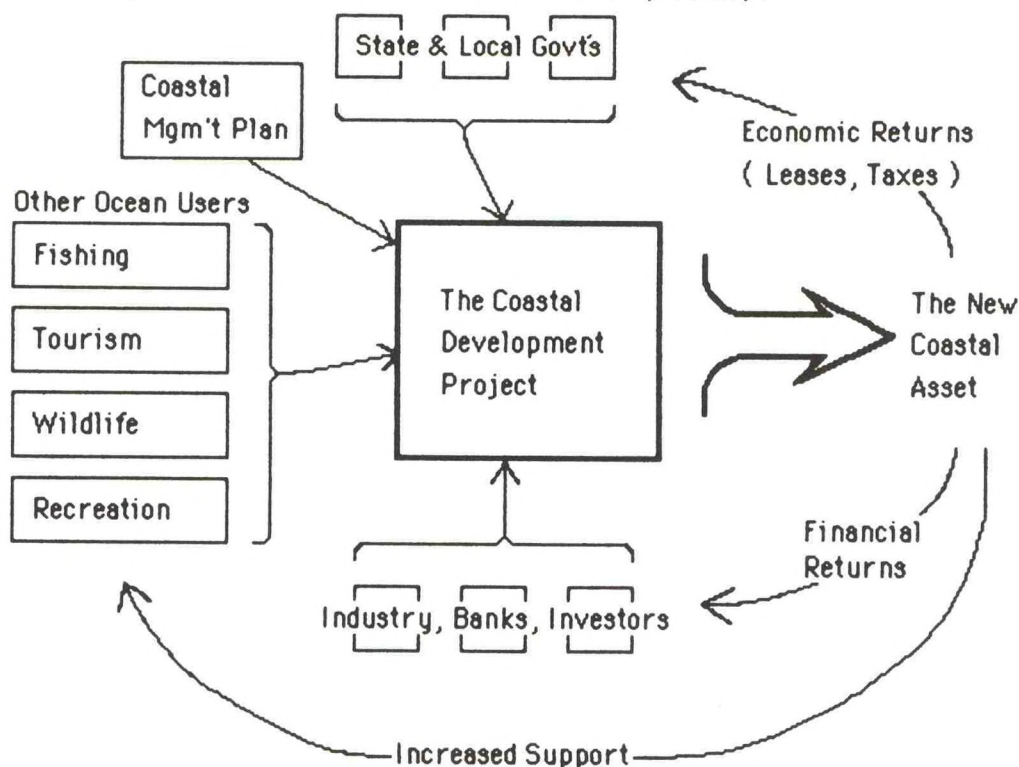 State & Local Govt's
Coastal
Mgm't Plan
Economic Returns
( Leases, Taxes )
Other Ocean Users
Fishing
Tourism
Wildlife
Recreation
The Coastal
Development
Project
The New
Coastal
Asset
Financial
Returns
Industry, Banks, Investors
Increased Support